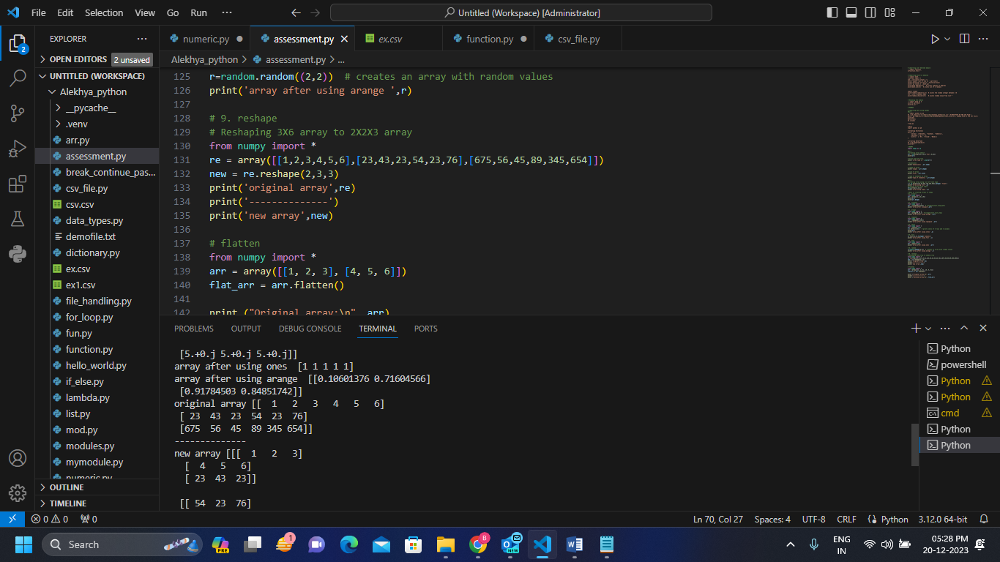 File Edit Selection View Go Run ··· Untitled (Workspace) [Administrator]
EXPLORER ···
OPEN EDITORS 2 unsaved
UNTITLED (WORKSPACE)
Alekhya_python
__pycache__
.venv
arr.py
assessment.py
break_continue_pas...
csv_file.py
csv.csv
data_types.py
demofile.txt
dictionary.py
ex.csv
ex1.csv
file_handling.py
for_loop.py
fun.py
function.py
hello_world.py
if_else.py
lambda.py
list.py
mod.py
modules.py
mymodule.py
numeric.py
OUTLINE
TIMELINE
numeric.py assessment.py ex.csv function.py csv_file.py
Alekhya_python > assessment.py > ...
125 r=random.random((2,2))  # creates an array with random values
126 print('array after using arange ',r)
127
128 # 9. reshape
129 # Reshaping 3X6 array to 2X2X3 array
130 from numpy import *
131 re = array([[1,2,3,4,5,6],[23,43,23,54,23,76],[675,56,45,89,345,654]])
132 new = re.reshape(2,3,3)
133 print('original array',re)
134 print('--------------')
135 print('new array',new)
136
137 # flatten
138 from numpy import *
139 arr = array([[1, 2, 3], [4, 5, 6]])
140 flat_arr = arr.flatten()
141
142 print ("Original array:\n", arr)
PROBLEMS OUTPUT DEBUG CONSOLE TERMINAL PORTS
[5.+0.j 5.+0.j 5.+0.j]]
array after using ones  [1 1 1 1 1]
array after using arange  [[0.10601376 0.71604566]
[0.91784503 0.84851742]]
original array [[  1   2   3   4   5   6]
[ 23  43  23  54  23  76]
[675  56  45  89 345 654]]
--------------
new array [[[  1   2   3]
[  4   5   6]
[ 23  43  23]]
[[ 54  23  76]
Python
powershell
Python
Python
cmd
Python
Python
0 0 0 Ln 70, Col 27 Spaces: 4 UTF-8 CRLF Python 3.12.0 64-bit
Search ENG 05:28 PM
IN 20-12-2023